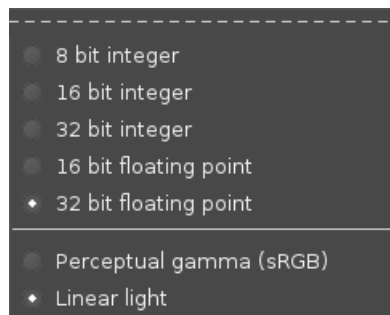 8 bit integer
16 bit integer
32 bit integer
16 bit floating point
32 bit floating point
Perceptual gamma (sRGB)
Linear light